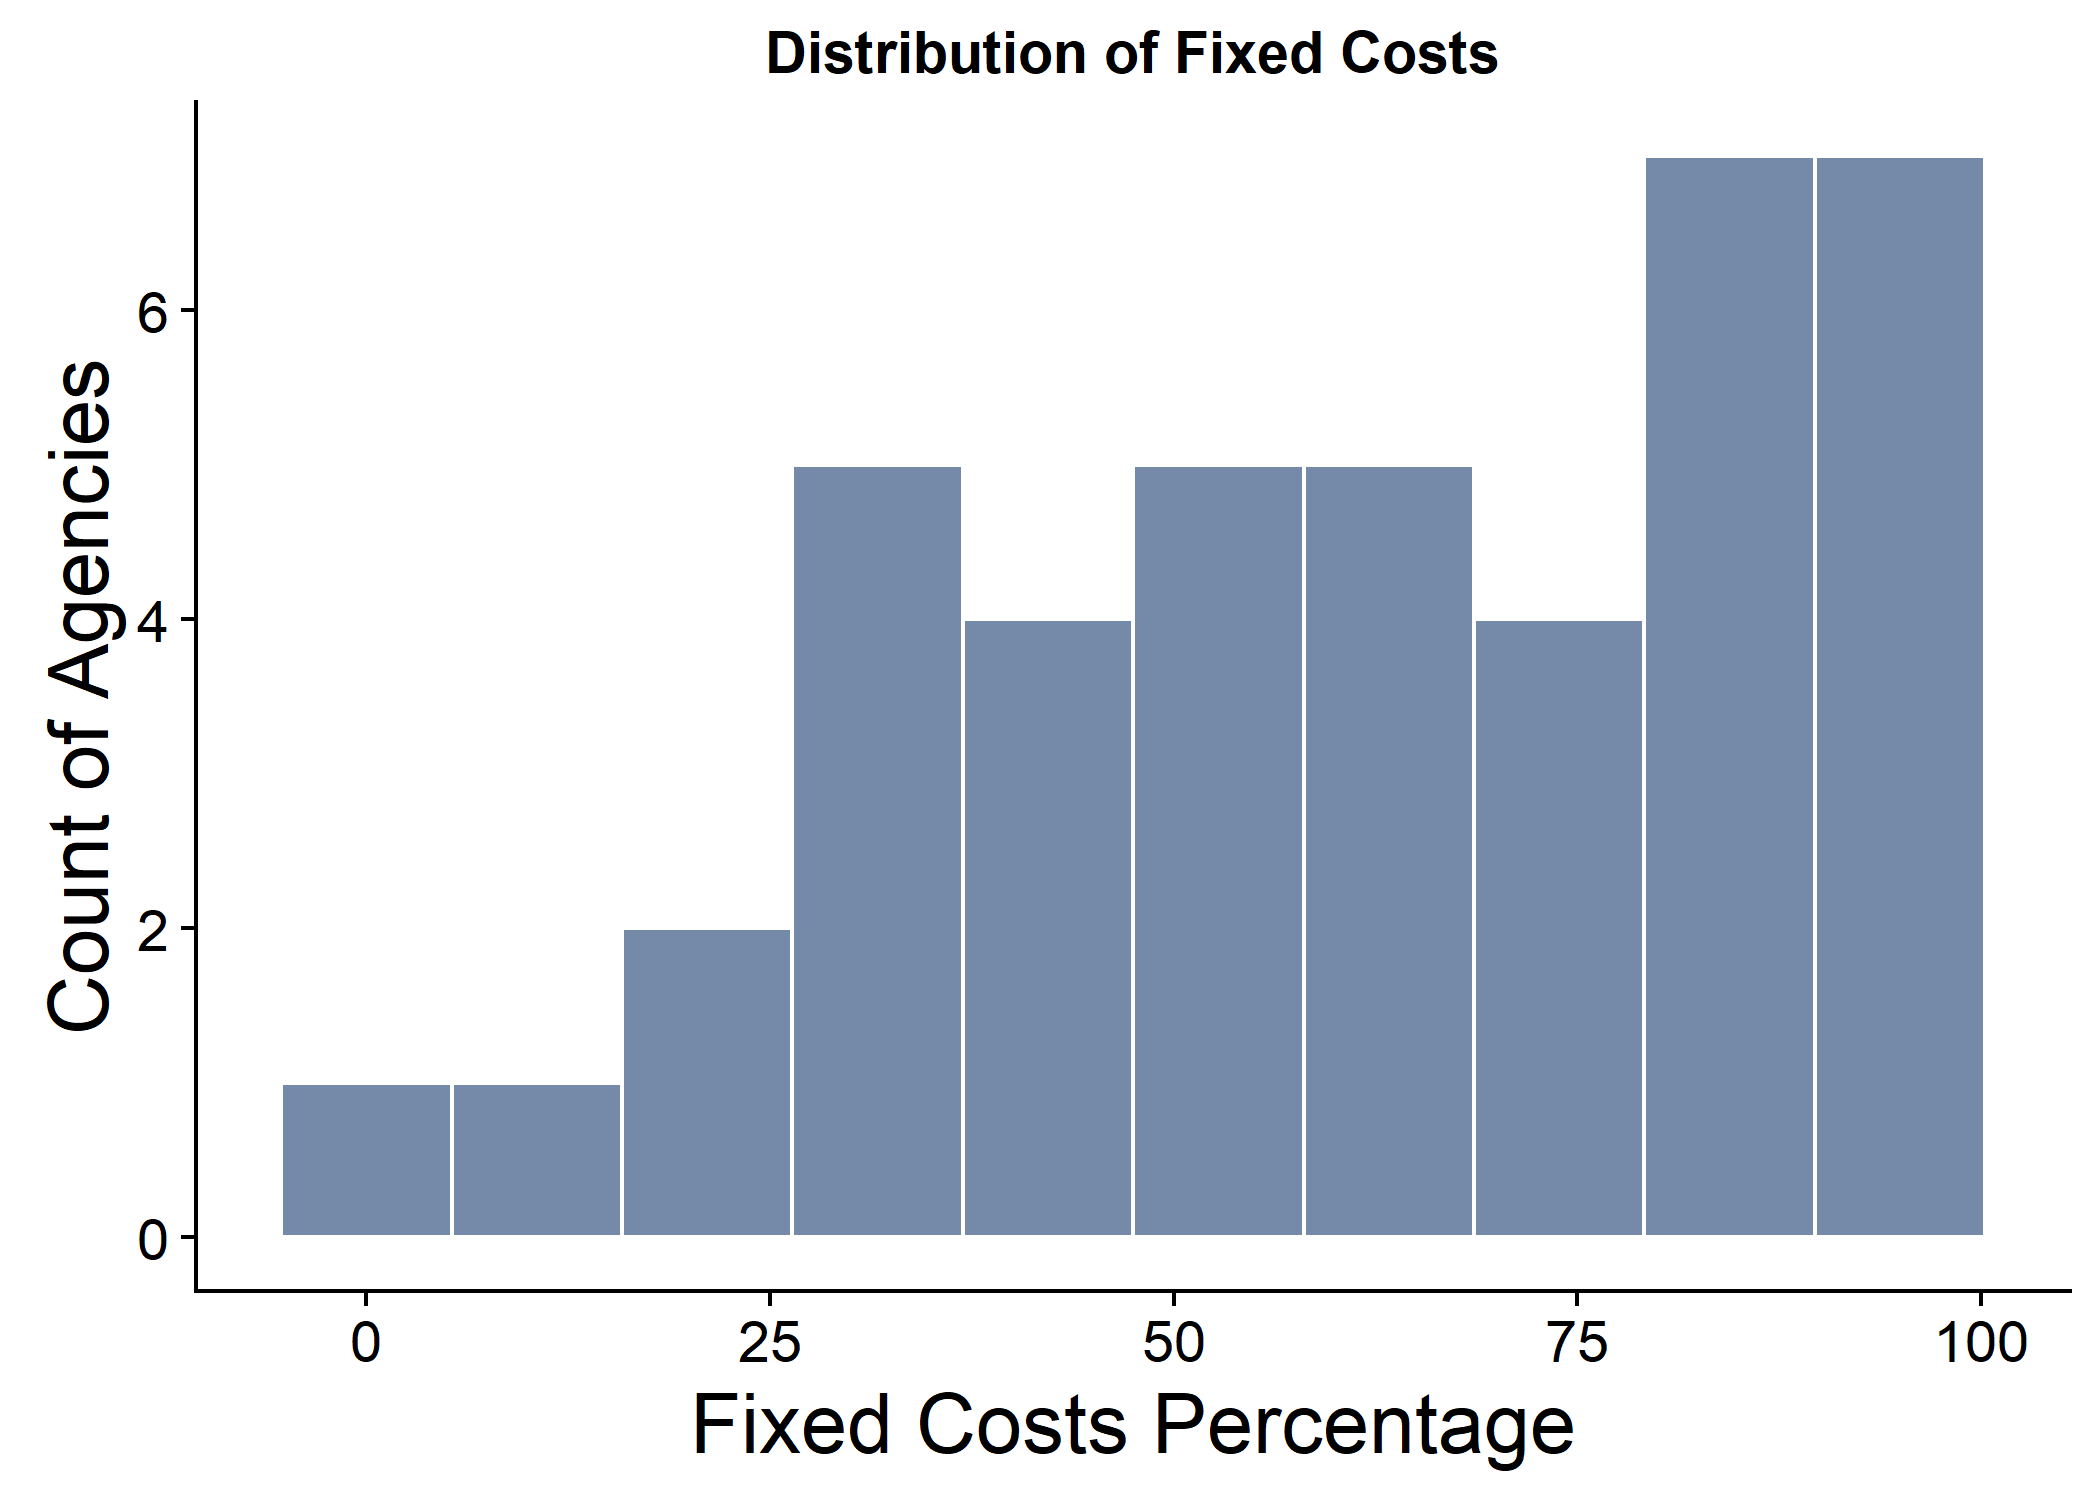 Distribution of Fixed Costs
Count of Agencies
6
4
2
0
0 25 50 75 100
Fixed Costs Percentage